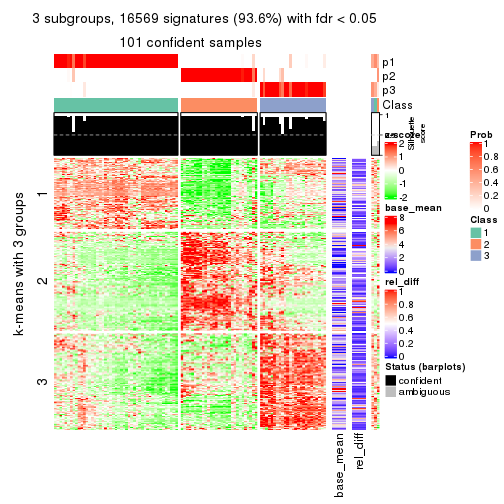 3 subgroups, 16569 signatures (93.6%) with fdr < 0.05
101 confident samples
p1
p2
p3
Class
1
Silhouette
score
k-means with 3 groups
1
2
3
base_mean
rel_diff
z-score
2
1
0
-1
-2
base_mean
8
6
4
2
0
rel_diff
1
0.8
0.6
0.4
0.2
0
Status (barplots)
confident
ambiguous
Prob
1
0.8
0.6
0.4
0.2
0
Class
1
2
3